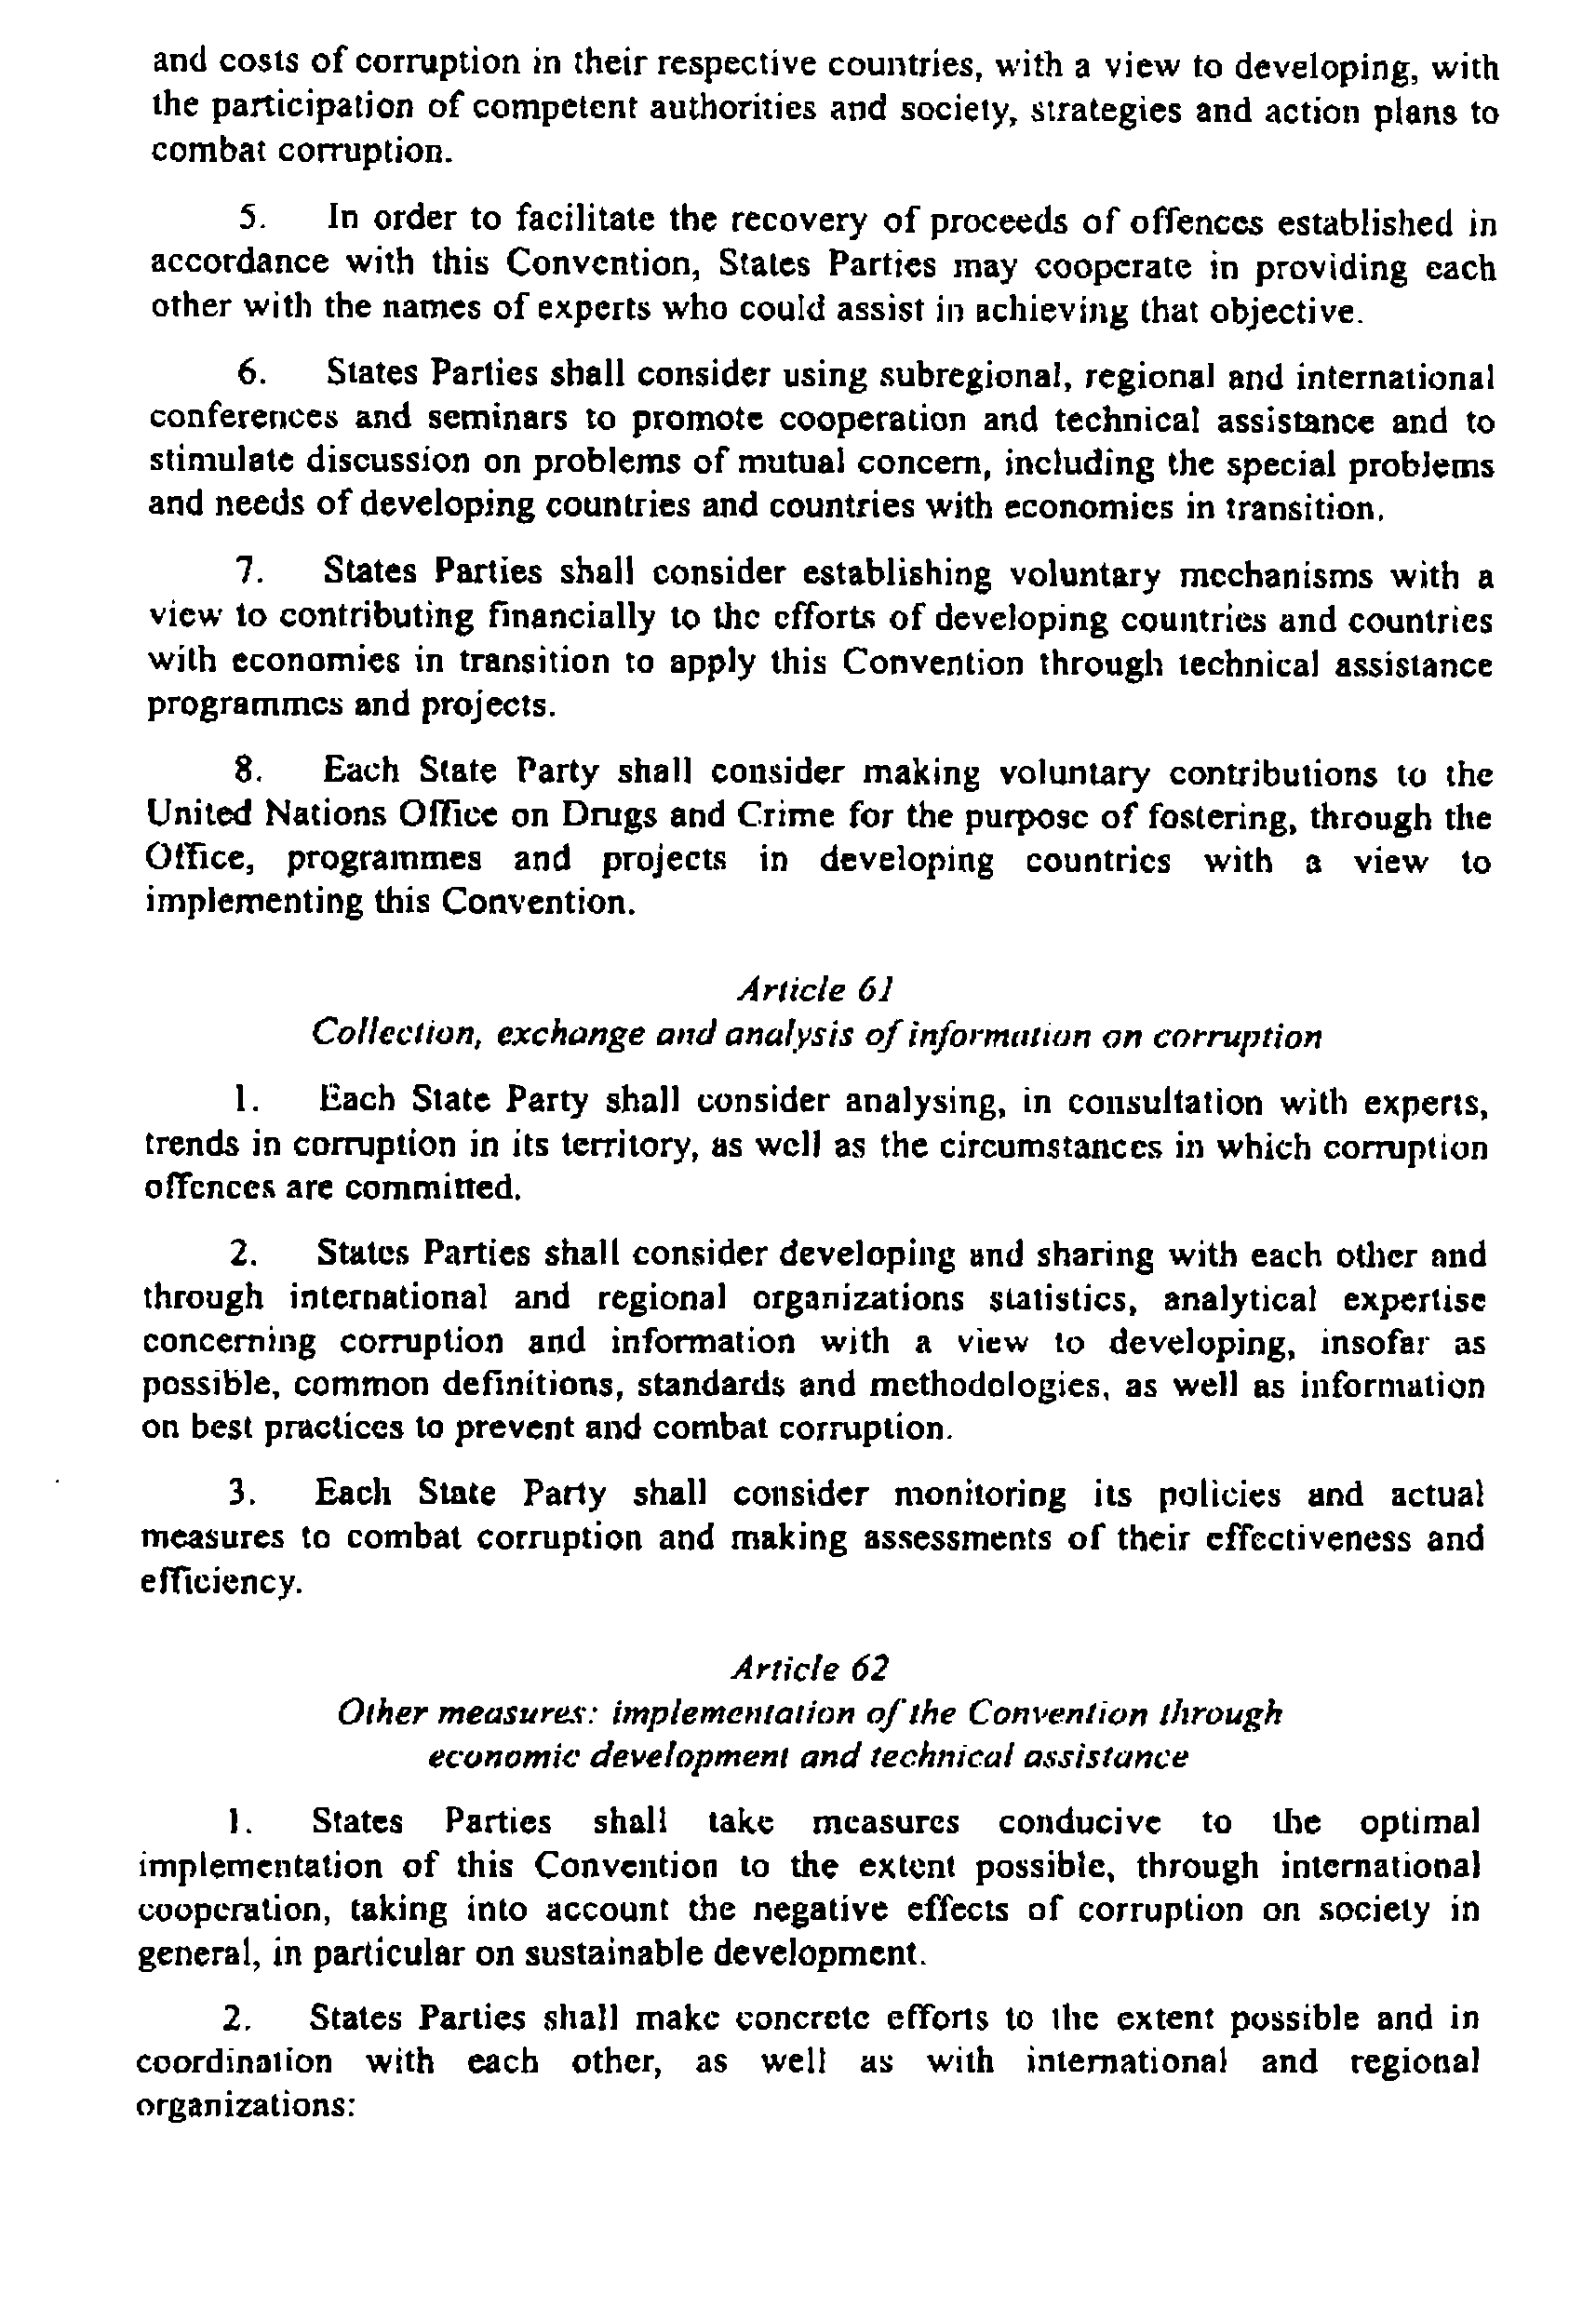 and costs of corruption in their respective countries, with a view to developing, with
the participation of competent authorities and society, strategies and action plans to
combat corruption.
5. In order to facilitate the recovery of proceeds of offences established in
accordance with this Convention, States Parties may cooperate in providing each
other with the names of experts who could assist in achieving that objective.
6. States Parties shall consider using subregional, regional and international
conferences and seminars to promote cooperation and technical assistance and to
stimulate discussion on problems of mutual concern, including the special problems
and needs of developing countries and countries with economies in transition.
7. States Parties shall consider establishing voluntary mechanisms with a
view to contributing financially to the efforts of developing countries and countries
with economies in transition to apply this Convention through technical assistance
programmes and projects.
8. Each State Party shall consider making voluntary contributions to the
United Nations Office on Drugs and Crime for the purpose of fostering, through the
Office, programmes and projects in developing countries with a view to
implementing this Convention.
Article 61
Collection, exchange and analysis of information on corruption
1. Each State Party shall consider analysing, in consultation with experts,
trends in corruption in its territory, as well as the circumstances in which corruption
offences are committed.
2. States Parties shall consider developing and sharing with each other and
through international and regional organizations statistics, analytical expertise
concerning corruption and information with a view to developing, insofar as
possible, common definitions, standards and methodologies, as well as information
on best practices to prevent and combat corruption.
3. Each State Party shall consider monitoring its policies and actual
measures to combat corruption and making assessments of their effectiveness and
efficiency.
Article 62
Other measures: implementation of the Convention through
economic development and technical assistance
1. States Parties shall take measures conducive to the optimal
implementation of this Convention to the extent possible, through international
cooperation, taking into account the negative effects of corruption on society in
general, in particular on sustainable development.
2. States Parties shall make concrete efforts to the extent possible and in
coordination with each other, as well as with international and regional
organizations: